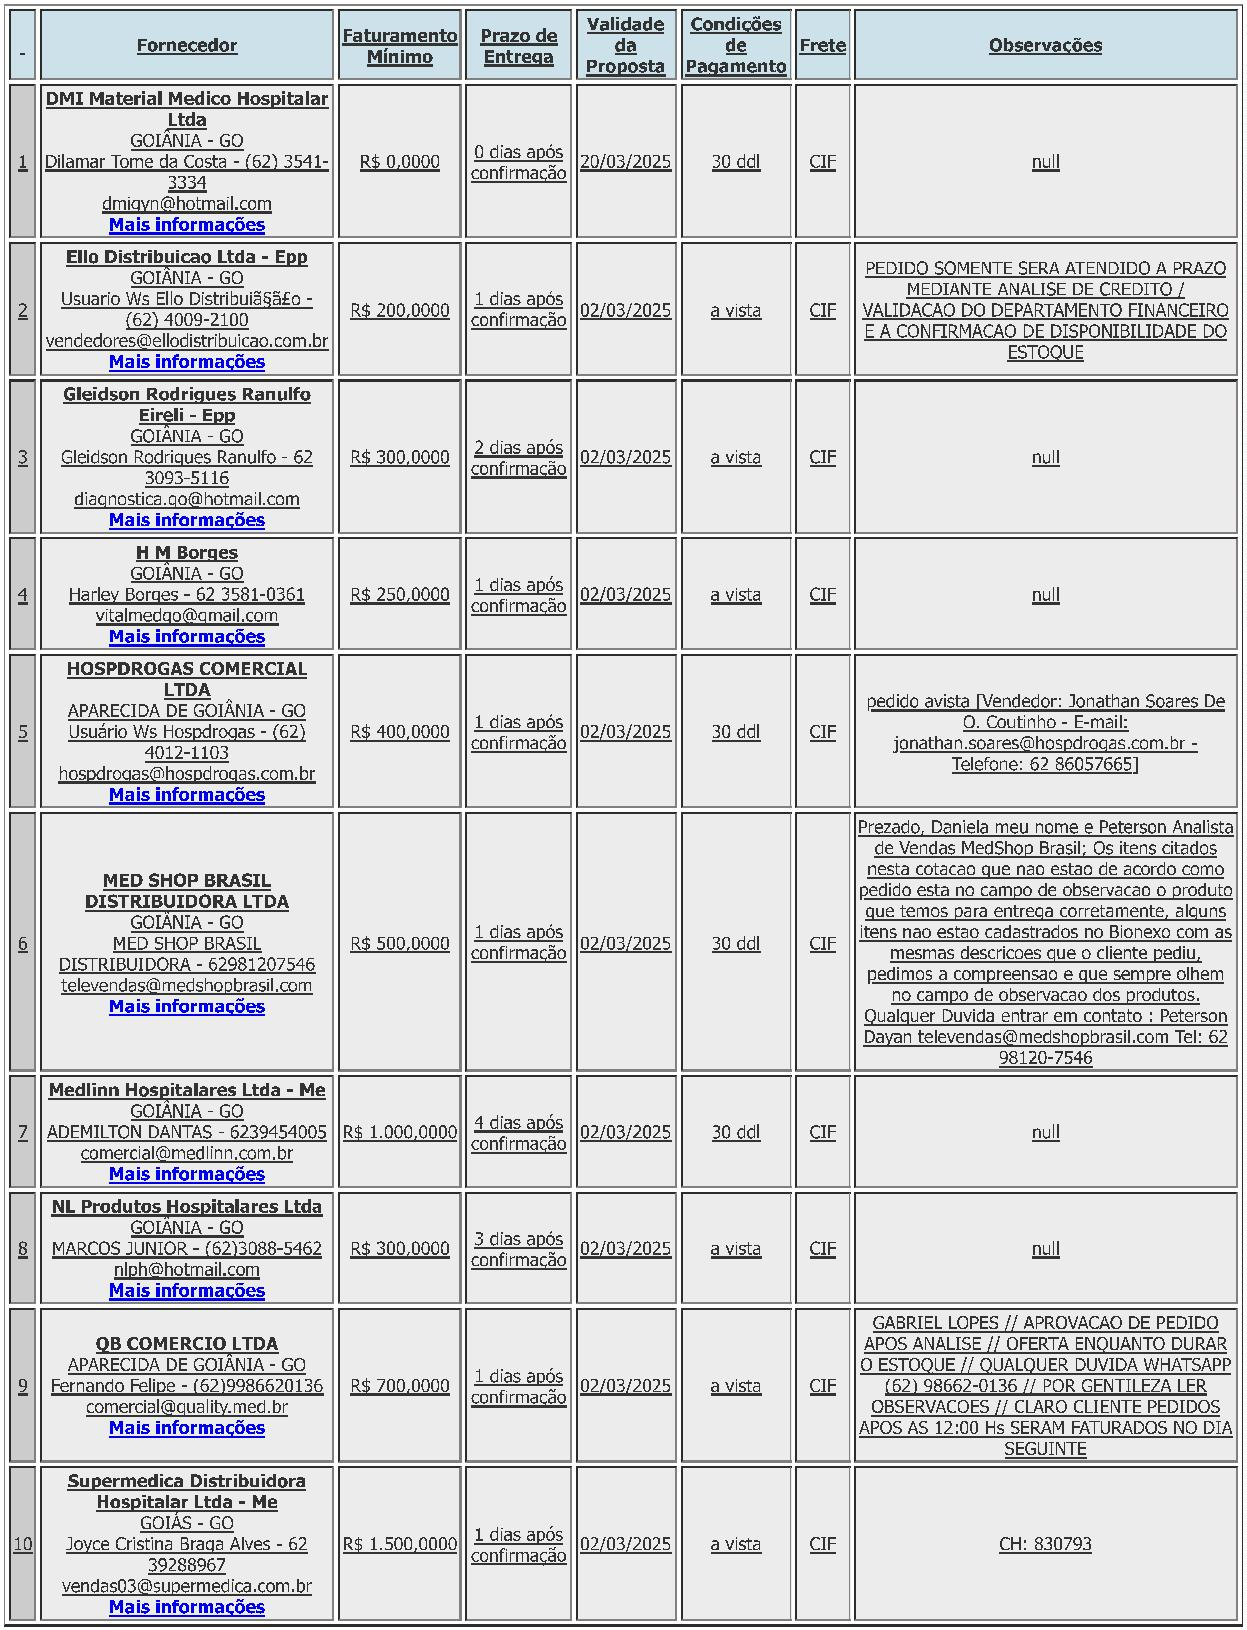 -
Fornecedor
Faturamento
Mínimo
Prazo de
Entrega
Validade
da
Proposta
Condições
de
Pagamento
Frete
Observações
1
DMI Material Medico Hospitalar
Ltda
GOIÂNIA - GO
Dilamar Tome da Costa - (62) 3541-
3334
dmigyn@hotmail.com
Mais informações
R$ 0,0000
0 dias após
confirmação
20/03/2025
30 ddl
CIF
null
2
Ello Distribuicao Ltda - Epp
GOIÂNIA - GO
Usuario Ws Ello Distribuiã§ã£o -
(62) 4009-2100
vendedores@ellodistribuicao.com.br
Mais informações
R$ 200,0000
1 dias após
confirmação
02/03/2025
a vista
CIF
PEDIDO SOMENTE SERA ATENDIDO A PRAZO
MEDIANTE ANALISE DE CREDITO /
VALIDACAO DO DEPARTAMENTO FINANCEIRO
E A CONFIRMACAO DE DISPONIBILIDADE DO
ESTOQUE
3
Gleidson Rodrigues Ranulfo
Eireli - Epp
GOIÂNIA - GO
Gleidson Rodrigues Ranulfo - 62
3093-5116
diagnostica.go@hotmail.com
Mais informações
R$ 300,0000
2 dias após
confirmação
02/03/2025
a vista
CIF
null
4
H M Borges
GOIÂNIA - GO
Harley Borges - 62 3581-0361
vitalmedgo@gmail.com
Mais informações
R$ 250,0000
1 dias após
confirmação
02/03/2025
a vista
CIF
null
5
HOSPDROGAS COMERCIAL
LTDA
APARECIDA DE GOIÂNIA - GO
Usuário Ws Hospdrogas - (62)
4012-1103
hospdrogas@hospdrogas.com.br
Mais informações
R$ 400,0000
1 dias após
confirmação
02/03/2025
30 ddl
CIF
pedido avista [Vendedor: Jonathan Soares De
O. Coutinho - E-mail:
jonathan.soares@hospdrogas.com.br -
Telefone: 62 86057665]
6
MED SHOP BRASIL
DISTRIBUIDORA LTDA
GOIÂNIA - GO
MED SHOP BRASIL
DISTRIBUIDORA - 62981207546
televendas@medshopbrasil.com
Mais informações
R$ 500,0000
1 dias após
confirmação
02/03/2025
30 ddl
CIF
Prezado, Daniela meu nome e Peterson Analista
de Vendas MedShop Brasil; Os itens citados
nesta cotacao que nao estao de acordo como
pedido esta no campo de observacao o produto
que temos para entrega corretamente, alguns
itens nao estao cadastrados no Bionexo com as
mesmas descricoes que o cliente pediu,
pedimos a compreensao e que sempre olhem
no campo de observacao dos produtos.
Qualquer Duvida entrar em contato : Peterson
Dayan televendas@medshopbrasil.com Tel: 62
98120-7546
7
Medlinn Hospitalares Ltda - Me
GOIÂNIA - GO
ADEMILTON DANTAS - 6239454005
comercial@medlinn.com.br
Mais informações
R$ 1.000,0000
4 dias após
confirmação
02/03/2025
30 ddl
CIF
null
8
NL Produtos Hospitalares Ltda
GOIÂNIA - GO
MARCOS JUNIOR - (62)3088-5462
nlph@hotmail.com
Mais informações
R$ 300,0000
3 dias após
confirmação
02/03/2025
a vista
CIF
null
9
QB COMERCIO LTDA
APARECIDA DE GOIÂNIA - GO
Fernando Felipe - (62)9986620136
comercial@quality.med.br
Mais informações
R$ 700,0000
1 dias após
confirmação
02/03/2025
a vista
CIF
GABRIEL LOPES // APROVACAO DE PEDIDO
APOS ANALISE // OFERTA ENQUANTO DURAR
O ESTOQUE // QUALQUER DUVIDA WHATSAPP
(62) 98662-0136 // POR GENTILEZA LER
OBSERVACOES // CLARO CLIENTE PEDIDOS
APOS AS 12:00 Hs SERAM FATURADOS NO DIA
SEGUINTE
10
Supermedica Distribuidora
Hospitalar Ltda - Me
GOIÁS - GO
Joyce Cristina Braga Alves - 62
39288967
vendas03@supermedica.com.br
Mais informações
R$ 1.500,0000
1 dias após
confirmação
02/03/2025
a vista
CIF
CH: 830793